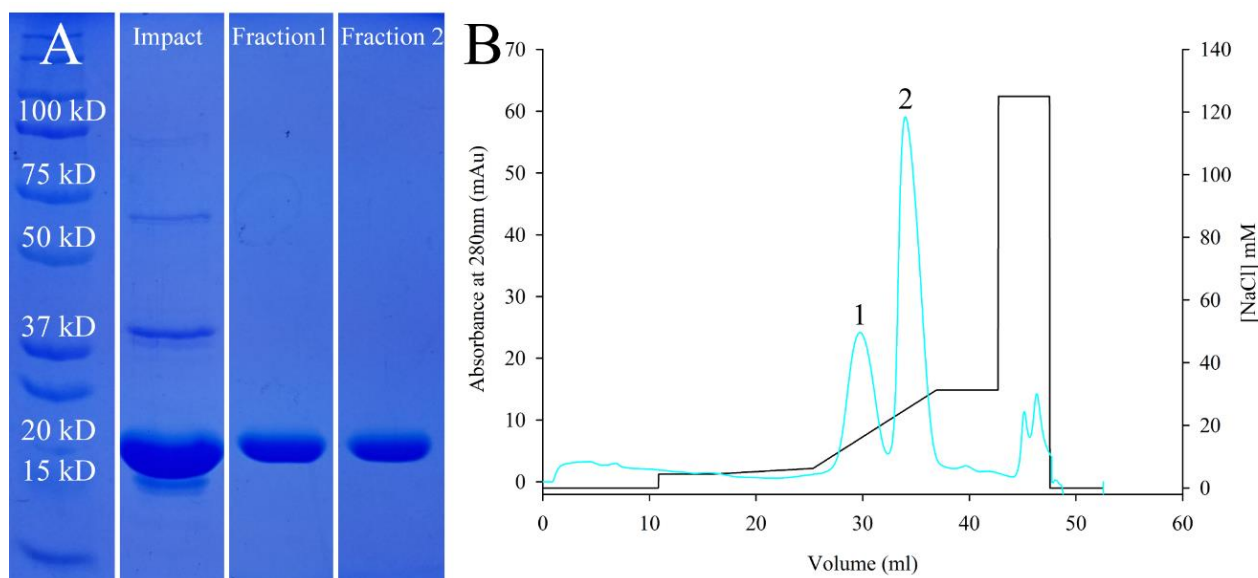 A
Impact
Fraction1
Fraction 2
100 kD
75 kD
50 kD
37 kD
20 kD
15 kD
B
70
60
50
40
30
20
10
0
Absorbance at 280nm (mAu)
1
2
140
120
100
80
60
40
20
0
[NaCl] mM
0 10 20 30 40 50 60
Volume (ml)